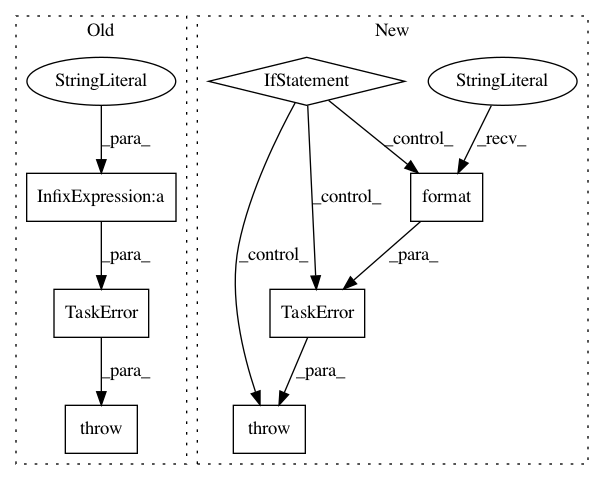 Old
New
StringLiteral
IfStatement
StringLiteral
_para_
_control_
_recv_
InfixExpression:a
format
_control_
_control_
_para_
_para_
TaskError
TaskError
_para_
_para_
throw
throw